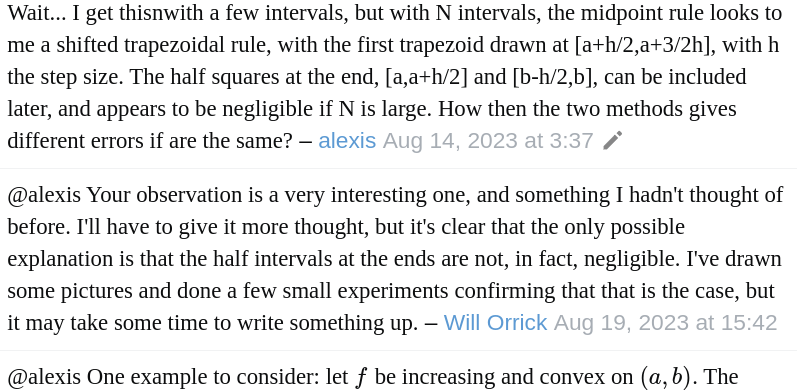 Wait... I get thisnwith a few intervals, but with N intervals, the midpoint rule looks to
me a shifted trapezoidal rule, with the first trapezoid drawn at [a+h/2,a+3/2h], with h
the step size. The half squares at the end, [a,a+h/2] and [b-h/2,b], can be included
later, and appears to be negligible if N is large. How then the two methods gives
different errors if are the same? – alexis Aug 14, 2023 at 3:37
@alexis Your observation is a very interesting one, and something I hadn't thought of
before. I'll have to give it more thought, but it's clear that the only possible
explanation is that the half intervals at the ends are not, in fact, negligible. I've drawn
some pictures and done a few small experiments confirming that that is the case, but
it may take some time to write something up. – Will Orrick Aug 19, 2023 at 15:42
@alexis One example to consider: let f be increasing and convex on (a, b). The